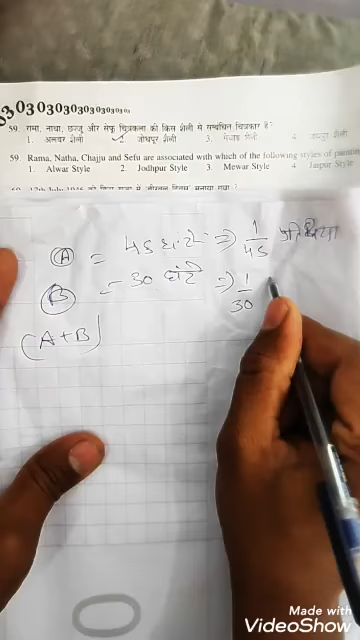 030303030303030303030
59. रामा, नाथा, छज्जू और सेफू चित्रकला की किस शैली से सम्बन्धित चित्रकार है?
1. अलवर शैली 2. जोधपुर शैली 3. मेवाड़ शैली 4. जयपुर शैली
59. Rama, Natha, Chajju and Sefu are associated with which of the following styles of
1. Alwar Style 2. Jodhpur Style 3. Mewar Style 4. Jaipur Style
A = 45 घंटे ⇒ 1/45
B = 30 घंटे ⇒ 1/30
(A+B)
Made with
VideoShow